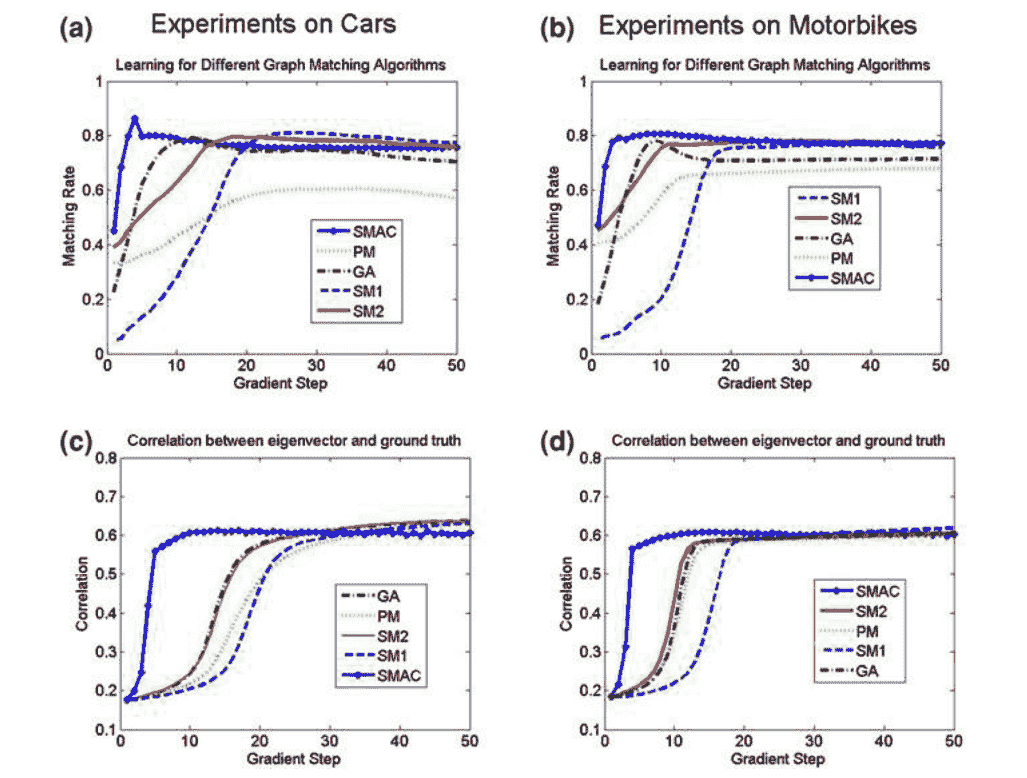 (a) Experiments on Cars
Learning for Different Graph Matching Algorithms
1
0.8
0.6
0.4
0.2
0
Matching Rate
SMAC
PM
GA
SM1
SM2
0 10 20 30 40 50
Gradient Step
(b) Experiments on Motorbikes
Learning for Different Graph Matching Algorithms
1
0.8
0.6
0.4
0.2
0
Matching Rate
SM1
SM2
GA
PM
SMAC
0 10 20 30 40 50
Gradient Step
(c) Correlation between eigenvector and ground truth
0.8
0.7
0.6
0.5
0.4
0.3
0.2
0.1
Correlation
GA
PM
SM2
SM1
SMAC
0 10 20 30 40 50
Gradient Step
(d) Correlation between eigenvector and ground truth
0.8
0.7
0.6
0.5
0.4
0.3
0.2
0.1
Correlation
SMAC
SM2
PM
SM1
GA
0 10 20 30 40 50
Gradient Step